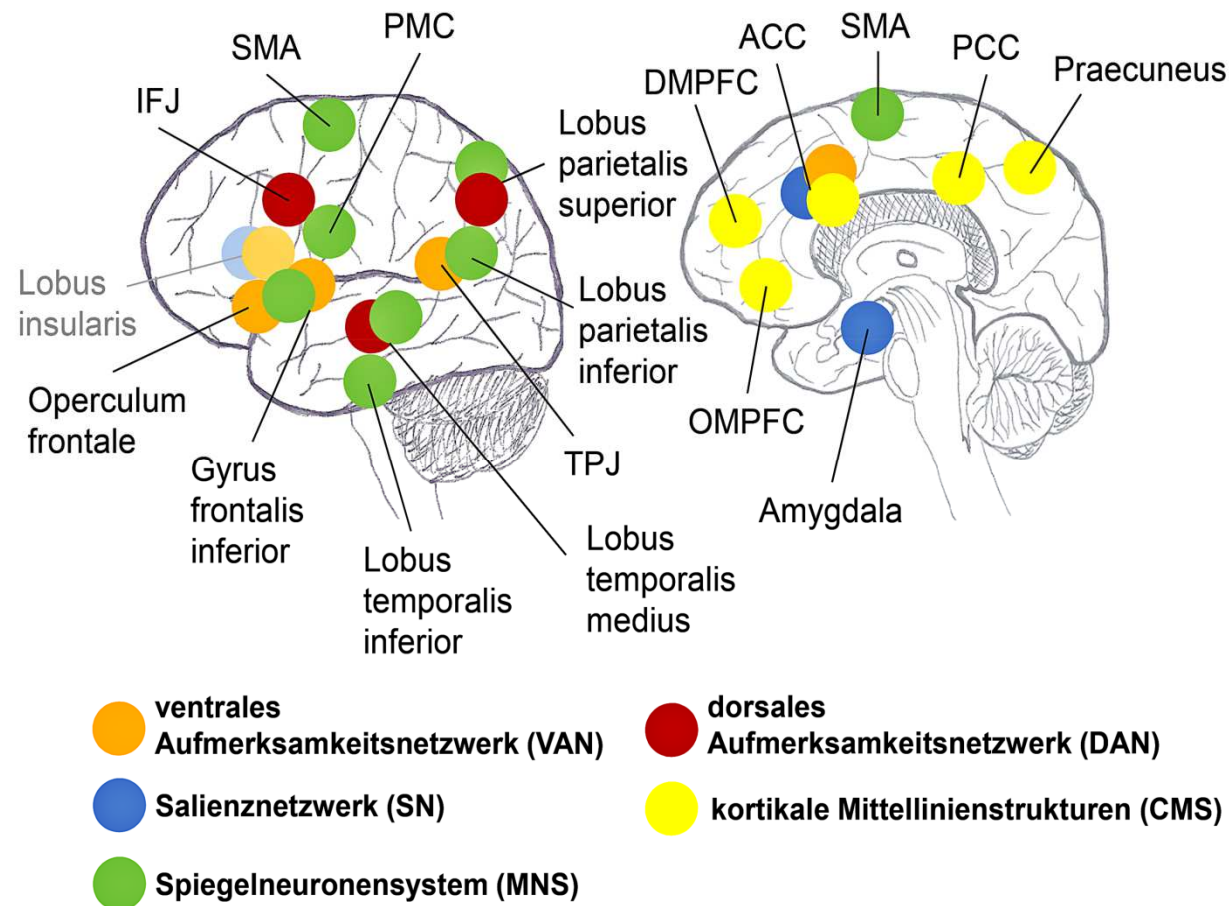 SMA
PMC
IFJ
Lobus
parietalis
superior
Lobus
insularis
Lobus
parietalis
inferior
Operculum
frontale
Gyrus
frontalis
inferior
TPJ
Lobus
temporalis
inferior
Lobus
temporalis
medius
ACC
SMA
PCC
DMPFC
Praecuneus
OMPFC
Amygdala
ventrales
Aufmerksamkeitsnetzwerk (VAN)
dorsales
Aufmerksamkeitsnetzwerk (DAN)
Salienznetzwerk (SN)
kortikale Mittellinienstrukturen (CMS)
Spiegelneuronensystem (MNS)